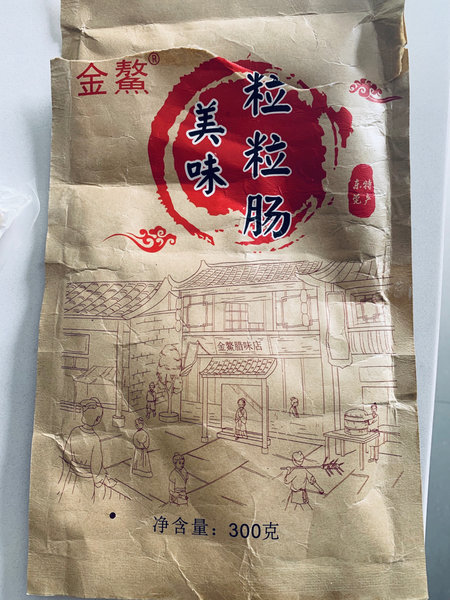 金鳌®
美味
粒粒肠
东莞
特产
金鳌腊味店
净含量：300克